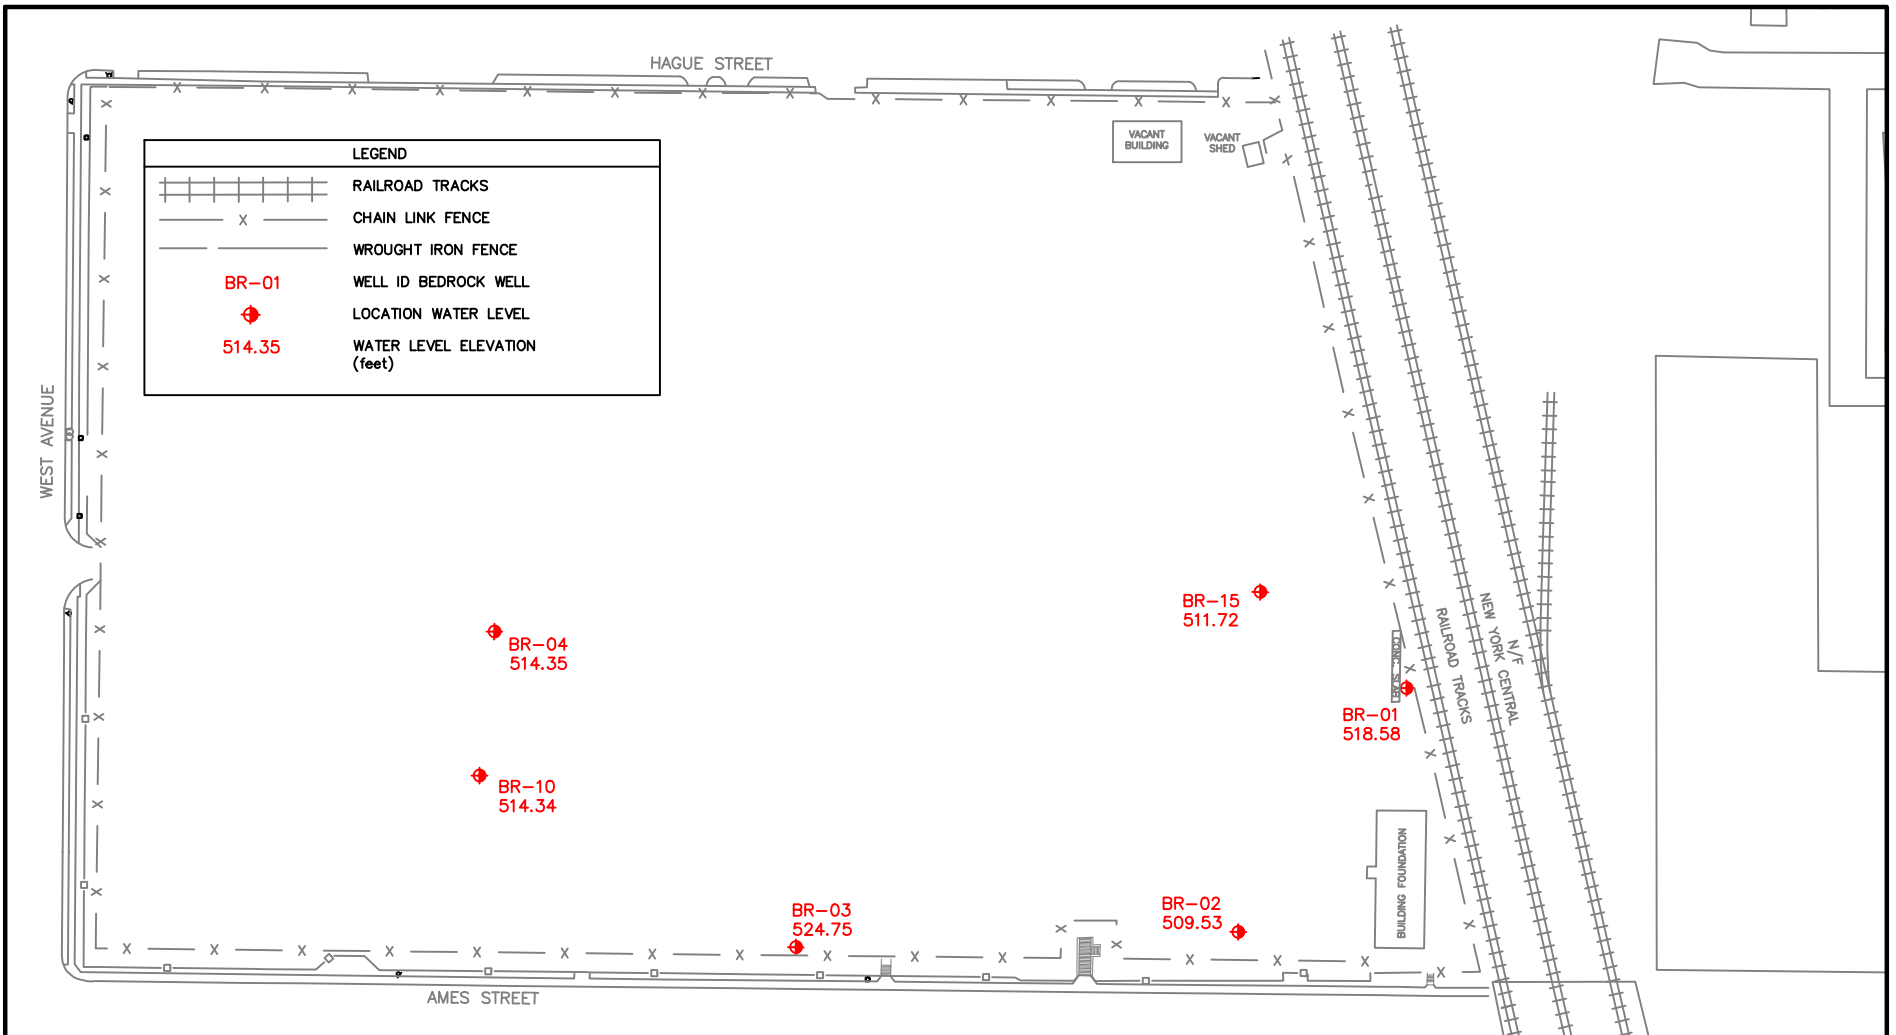 HAGUE STREET
VACANT
BUILDING
VACANT
SHED
LEGEND
RAILROAD TRACKS
X CHAIN LINK FENCE
WROUGHT IRON FENCE
BR-01 WELL ID BEDROCK WELL
LOCATION WATER LEVEL
514.35 WATER LEVEL ELEVATION
(feet)
WEST AVENUE
BR-04
514.35
BR-10
514.34
BR-15
511.72
CONC. SLAB
BR-01
518.58
RAILROAD TRACKS
N/F
NEW YORK CENTRAL
BUILDING FOUNDATION
BR-03
524.75
BR-02
509.53
AMES STREET